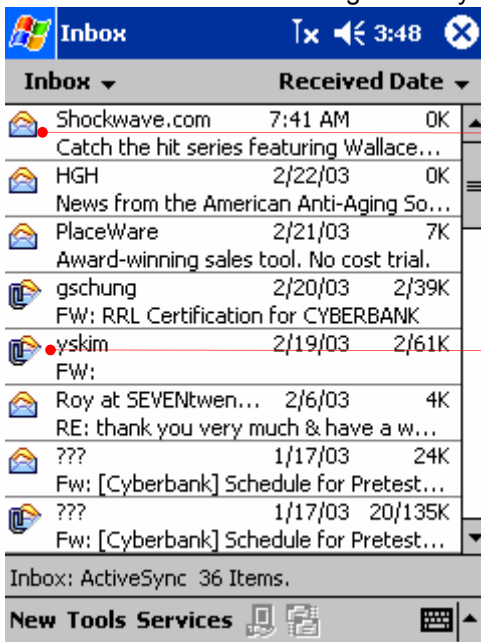 Inbox 3:48
Inbox Received Date
Shockwave.com 7:41 AM 0K
Catch the hit series featuring Wallace...
HGH 2/22/03 0K
News from the American Anti-Aging So...
PlaceWare 2/21/03 7K
Award-winning sales tool. No cost trial.
gschung 2/20/03 2/39K
FW: RRL Certification for CYBERBANK
yskim 2/19/03 2/61K
FW:
Roy at SEVENtwen... 2/6/03 4K
RE: thank you very much & have a w...
??? 1/17/03 24K
Fw: [Cyberbank] Schedule for Pretest...
??? 1/17/03 20/135K
Fw: [Cyberbank] Schedule for Pretest...
Inbox: ActiveSync 36 Items.
New Tools Services